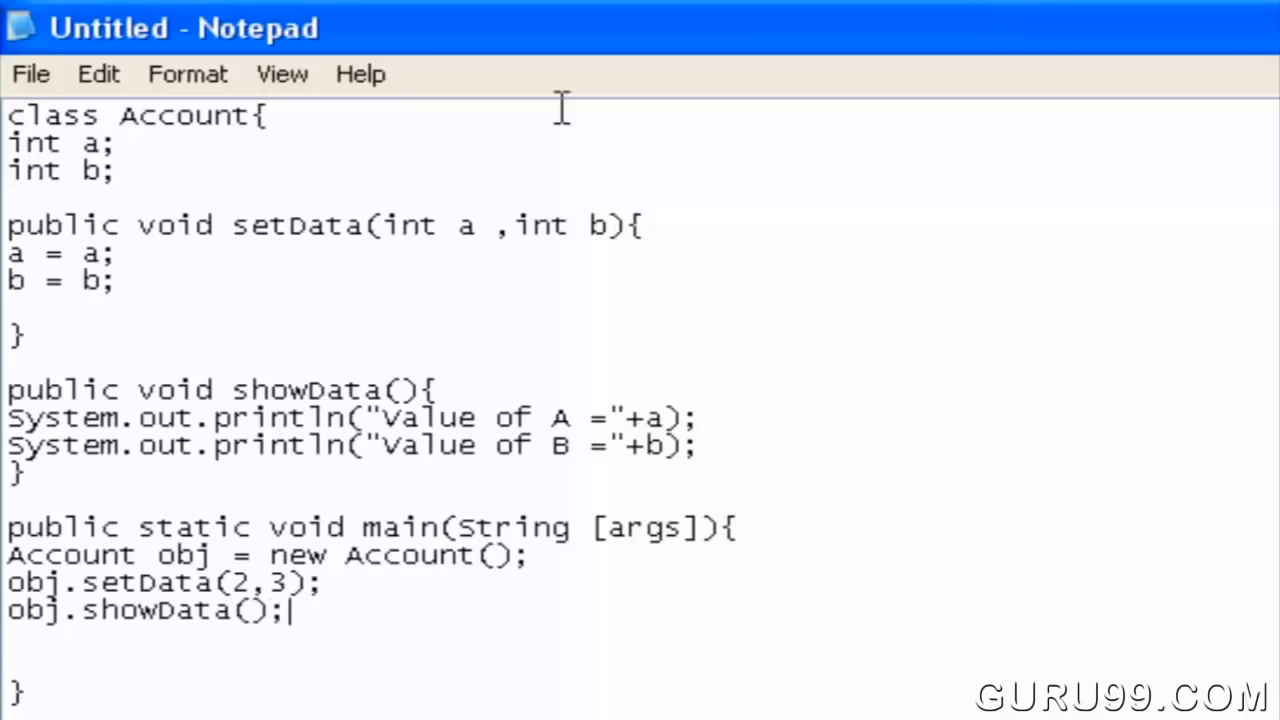 Untitled - Notepad
File Edit Format View Help
class Account{
int a;
int b;
public void setData(int a ,int b){
a = a;
b = b;
}
public void showData(){
System.out.println("Value of A ="+a);
System.out.println("Value of B ="+b);
}
public static void main(String [args]){
Account obj = new Account();
obj.setData(2,3);
obj.showData();
}
GURU99.COM